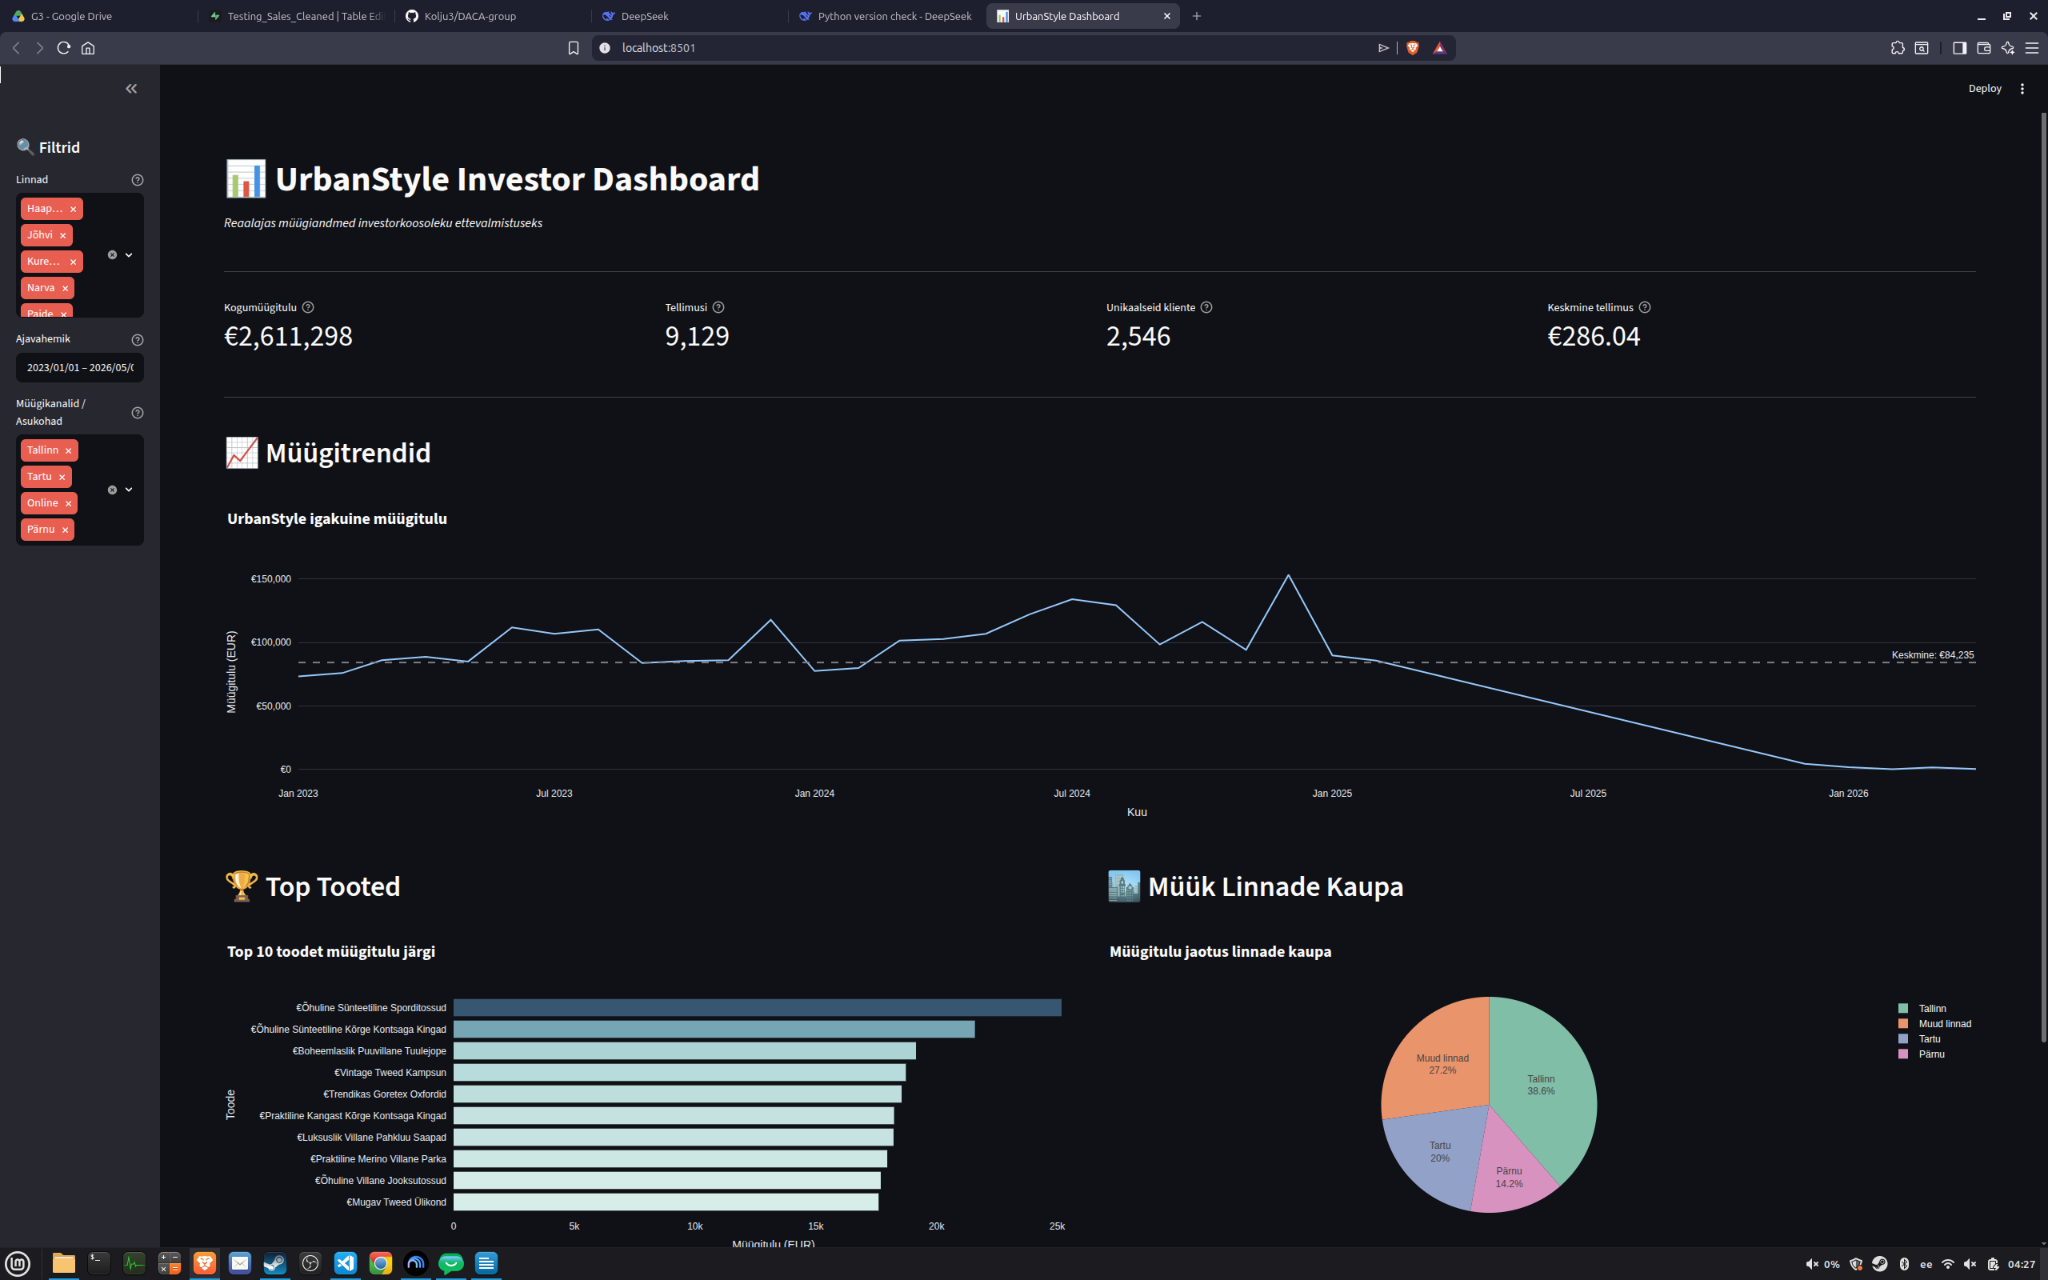 G3 - Google Drive
Testing_Sales_Cleaned | Table Edi
Kolju3/DACA-group
DeepSeek
Python version check - DeepSeek
UrbanStyle Dashboard
localhost:8501
Deploy
Filtrid
Linnad
Haap...
Jõhvi
Kure...
Narva
Paide
Ajavahemik
2023/01/01 – 2026/05/0
Müügikanalid /
Asukohad
Tallinn
Tartu
Online
Pärnu
UrbanStyle Investor Dashboard
Reaalajas müügiandmed investorkoosoleku ettevalmistuseks
Kogumüügitulu
€2,611,298
Tellimusi
9,129
Unikaalseid kliente
2,546
Keskmine tellimus
€286.04
Müügitrendid
UrbanStyle igakuine müügitulu
Müügitulu (EUR)
€150,000
€100,000
€50,000
€0
Keskmine: €84,235
Jan 2023
Jul 2023
Jan 2024
Jul 2024
Jan 2025
Jul 2025
Jan 2026
Kuu
Top Tooted
Top 10 toodet müügitulu järgi
Toode
€Õhuline Sünteetiline Sporditossud
€Õhuline Sünteetiline Kõrge Kontsaga Kingad
€Boheemlaslik Puuvillane Tuulejope
€Vintage Tweed Kampsun
€Trendikas Goretex Oxfordid
€Praktiline Kangast Kõrge Kontsaga Kingad
€Luksuslik Villane Pahkluu Saapad
€Praktiline Merino Villane Parka
€Õhuline Villane Jooksutossud
€Mugav Tweed Ülikond
0
5k
10k
15k
20k
25k
Müügitulu (EUR)
Müük Linnade Kaupa
Müügitulu jaotus linnade kaupa
Muud linnad
27.2%
Tallinn
38.6%
Tartu
20%
Pärnu
14.2%
Tallinn
Muud linnad
Tartu
Pärnu
0%
ee
04:27